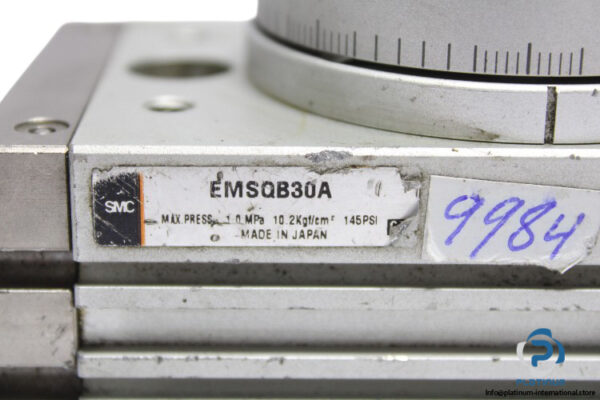 EMSQB30A
SMC
MAX.PRESS. 1.0 MPa 10.2Kgf/cm² 145PSI
MADE IN JAPAN
9984
PLATINUM
info@platinum-international.store